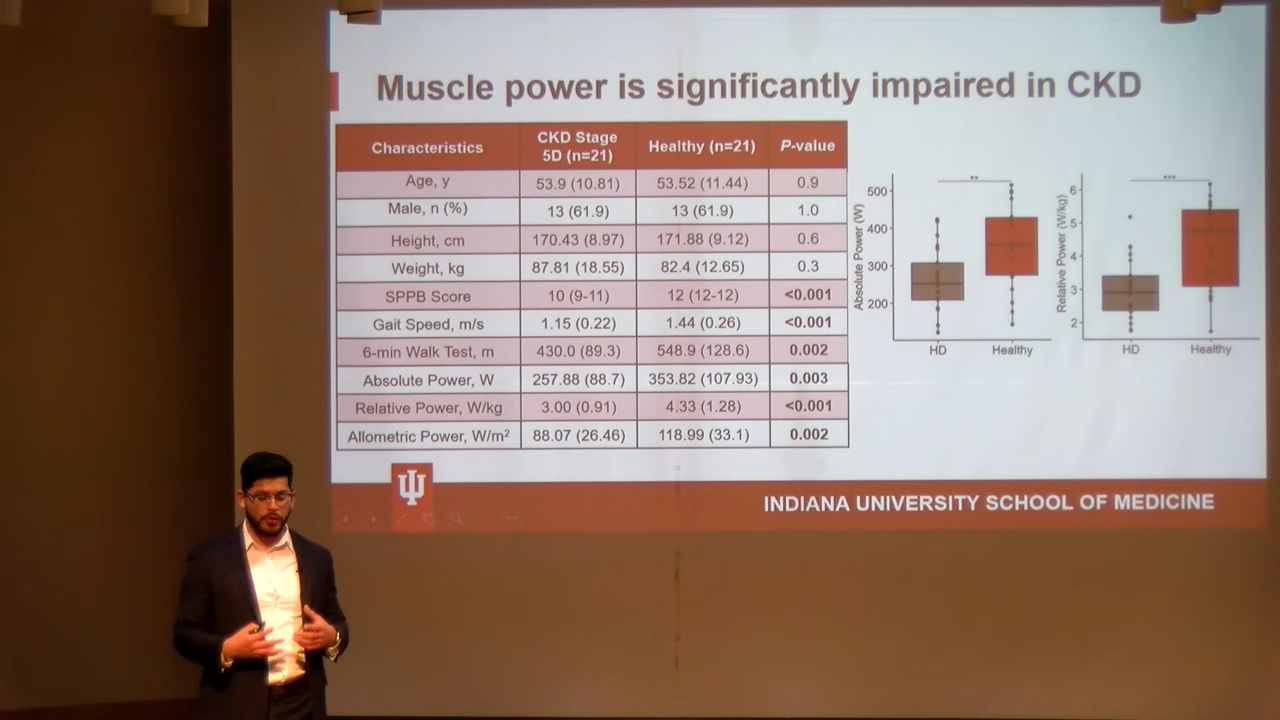 Muscle power is significantly impaired in CKD
Characteristics CKD Stage 5D (n=21) Healthy (n=21) P-value
Age, y 53.9 (10.81) 53.52 (11.44) 0.9
Male, n (%) 13 (61.9) 13 (61.9) 1.0
Height, cm 170.43 (8.97) 171.88 (9.12) 0.6
Weight, kg 87.81 (18.55) 82.4 (12.65) 0.3
SPPB Score 10 (9-11) 12 (12-12) <0.001
Gait Speed, m/s 1.15 (0.22) 1.44 (0.26) <0.001
6-min Walk Test, m 430.0 (89.3) 548.9 (128.6) 0.002
Absolute Power, W 257.88 (88.7) 353.82 (107.93) 0.003
Relative Power, W/kg 3.00 (0.91) 4.33 (1.28) <0.001
Allometric Power, W/m² 88.07 (26.46) 118.99 (33.1) 0.002
Absolute Power (W)
500
400
300
200
**
HD Healthy
Relative Power (W/kg)
6
5
4
3
2
***
HD Healthy
INDIANA UNIVERSITY SCHOOL OF MEDICINE